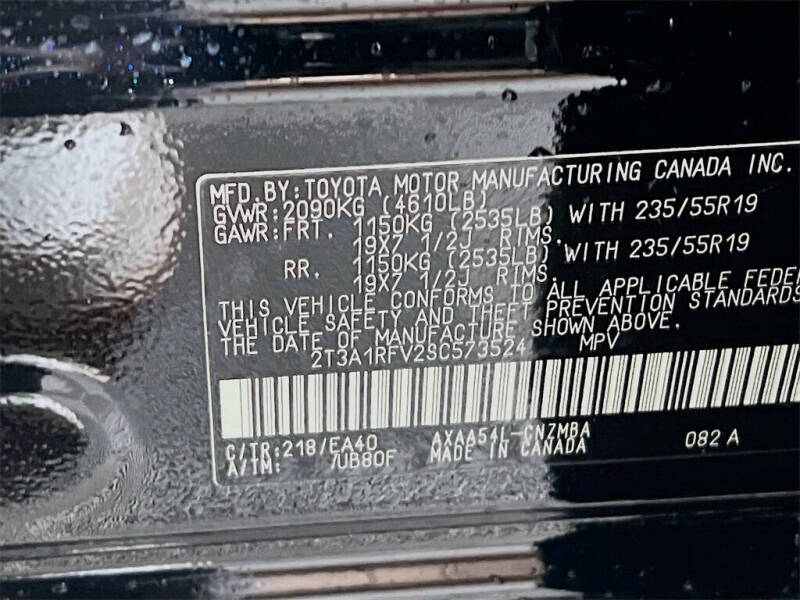 MFD.BY:TOYOTA MOTOR MANUFACTURING CANADA INC.
GVWR:2090KG (4610LB)
GAWR:FRT. 1150KG (2535LB) WITH 235/55R19
19X7 1/2J RIMS.
RR. 1150KG (2535LB) WITH 235/55R19
19X7 1/2J RIMS.
THIS VEHICLE CONFORMS TO ALL APPLICABLE FEDE
VEHICLE SAFETY AND THEFT PREVENTION STANDARDS
THE DATE OF MANUFACTURE SHOWN ABOVE.
2T3A1RFV2SC573524 MPV
C/TR:218/EA40 AXAA54L-CNZMBA 082 A
A/TM: /UB80F MADE IN CANADA